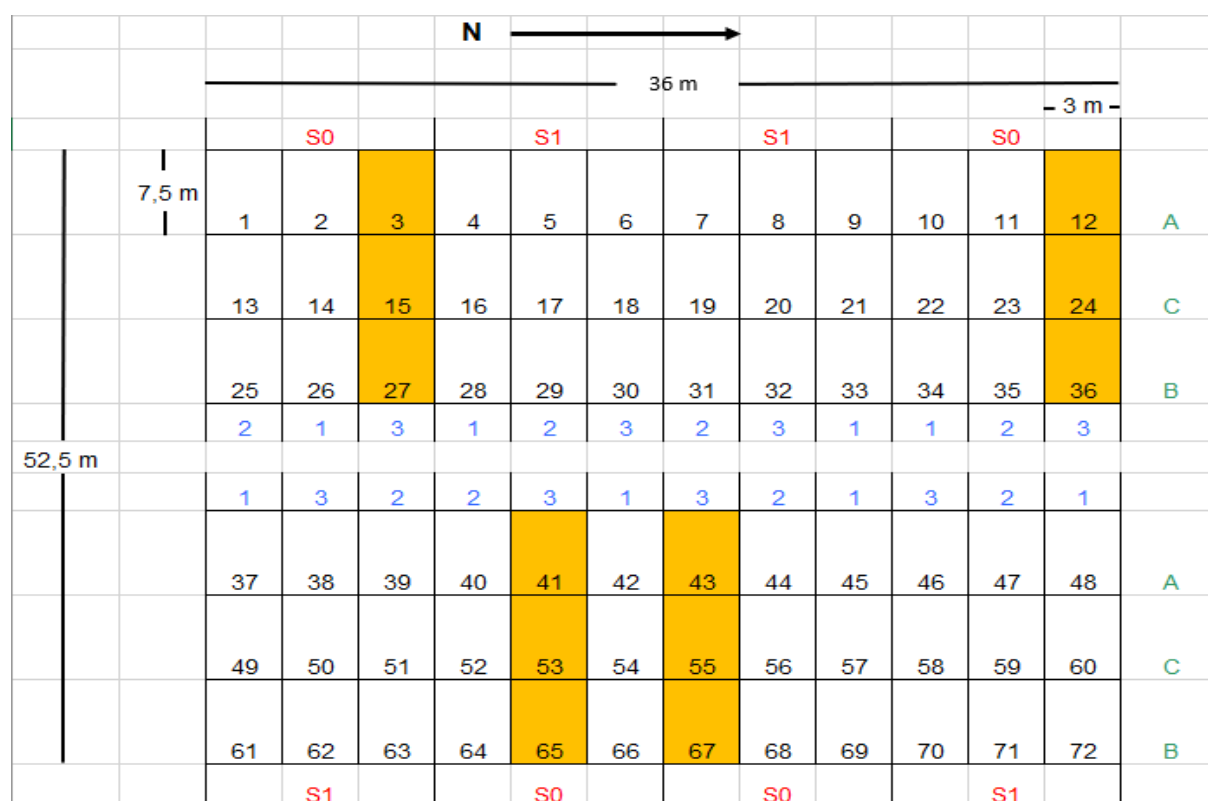 N
36 m
3 m
S0 S1 S1 S0
7,5 m
1 2 3 4 5 6 7 8 9 10 11 12 A
13 14 15 16 17 18 19 20 21 22 23 24 C
25 26 27 28 29 30 31 32 33 34 35 36 B
2 1 3 1 2 3 2 3 1 1 2 3
52,5 m
1 3 2 2 3 1 3 2 1 3 2 1
37 38 39 40 41 42 43 44 45 46 47 48 A
49 50 51 52 53 54 55 56 57 58 59 60 C
61 62 63 64 65 66 67 68 69 70 71 72 B
S1 S0 S0 S1